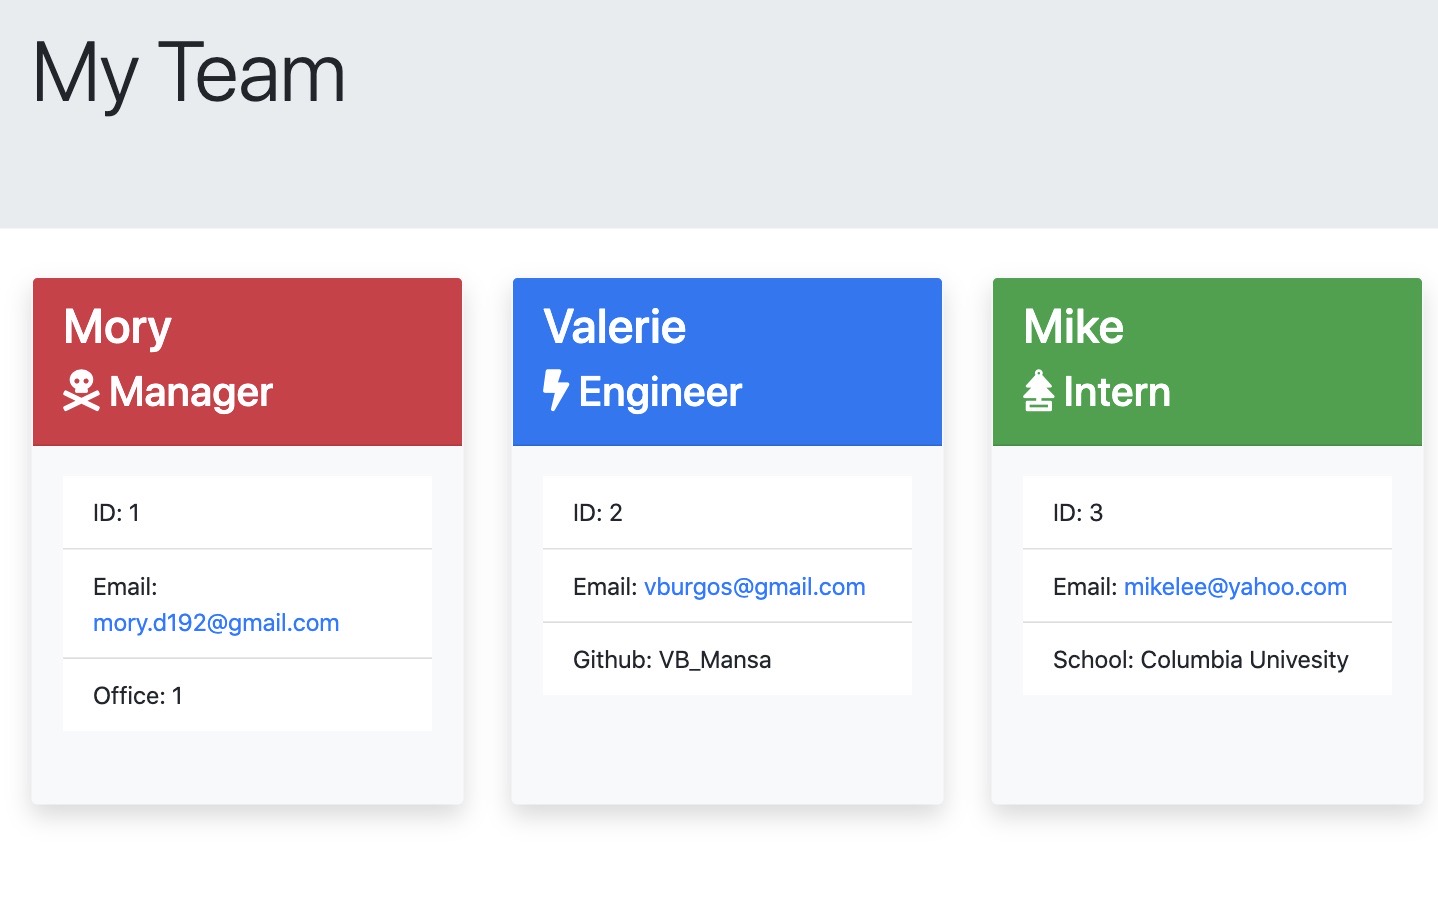 My Team
Mory
Manager
ID: 1
Email:
mory.d192@gmail.com
Office: 1
Valerie
Engineer
ID: 2
Email: vburgos@gmail.com
Github: VB_Mansa
Mike
Intern
ID: 3
Email: mikelee@yahoo.com
School: Columbia Univesity